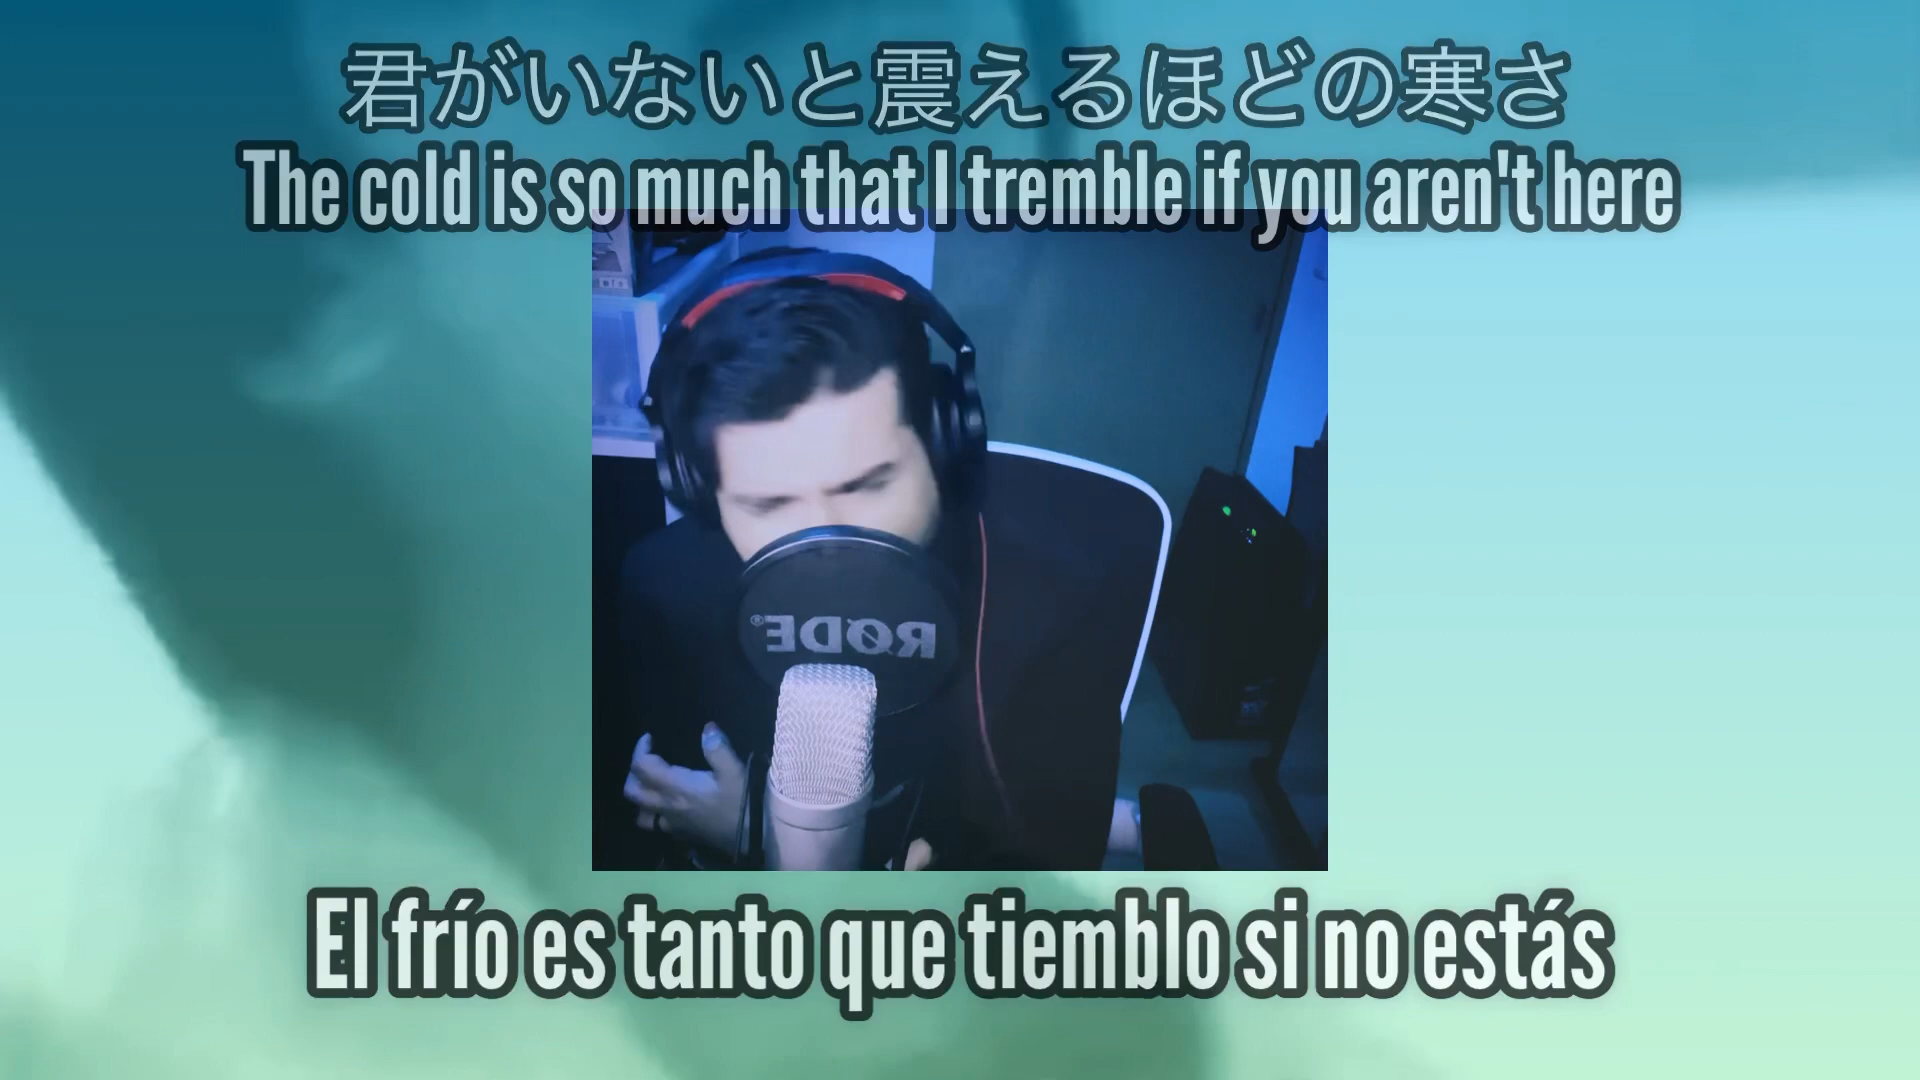 君がいないと震えるほどの寒さ
The cold is so much that I tremble if you aren't here
RØDE®
El frío es tanto que tiemblo si no estás